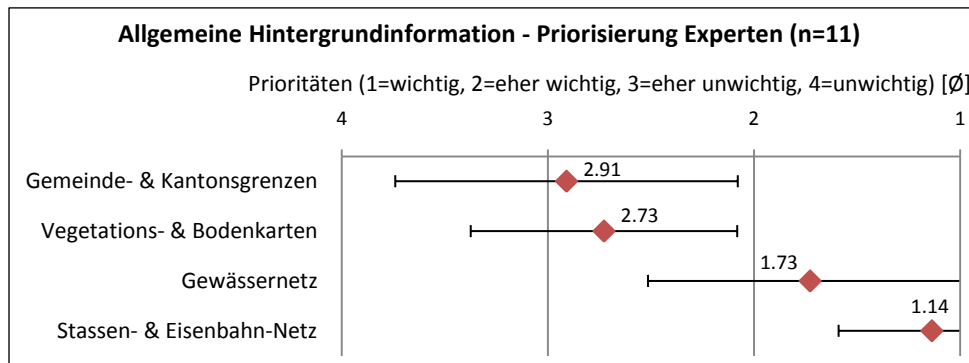 Allgemeine Hintergrundinformation - Priorisierung Experten (n=11)
Prioritäten (1=wichtig, 2=eher wichtig, 3=eher unwichtig, 4=unwichtig) [Ø]
4 3 2 1
Gemeinde- & Kantonsgrenzen 2.91
Vegetations- & Bodenkarten 2.73
Gewässernetz 1.73
Stassen- & Eisenbahn-Netz 1.14